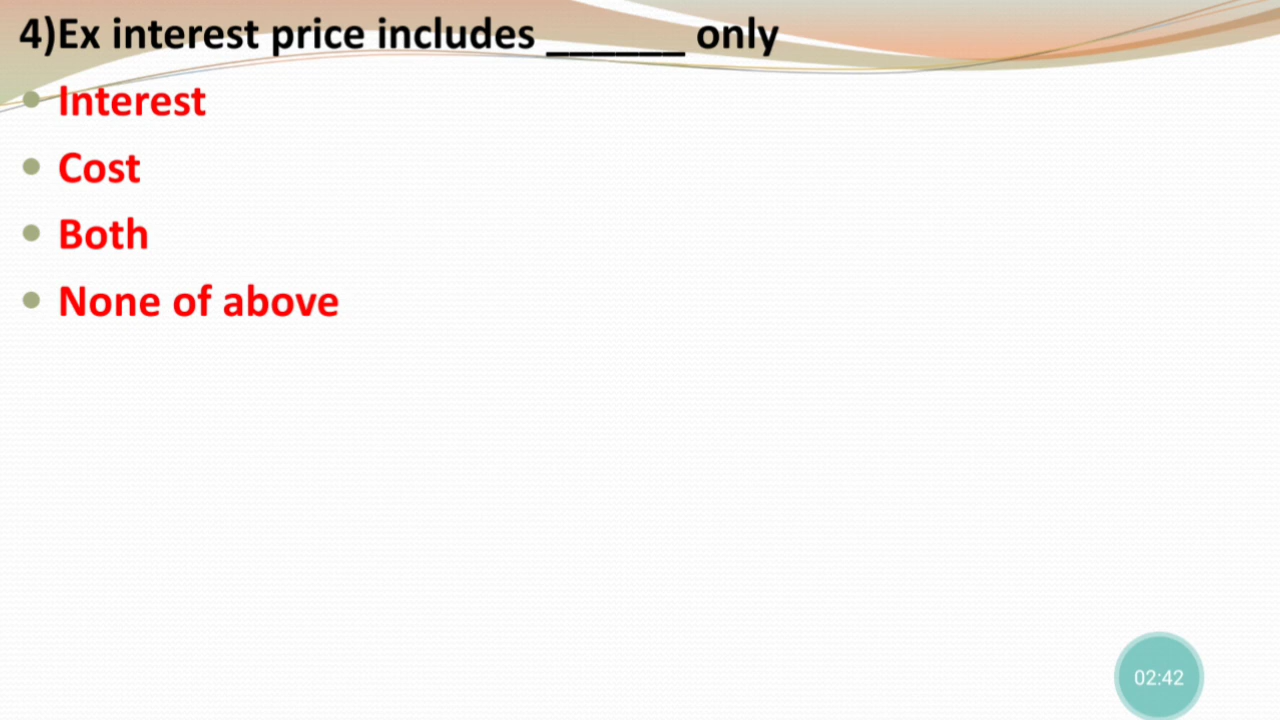 4)Ex interest price includes ______ only
Interest
Cost
Both
None of above
02:42